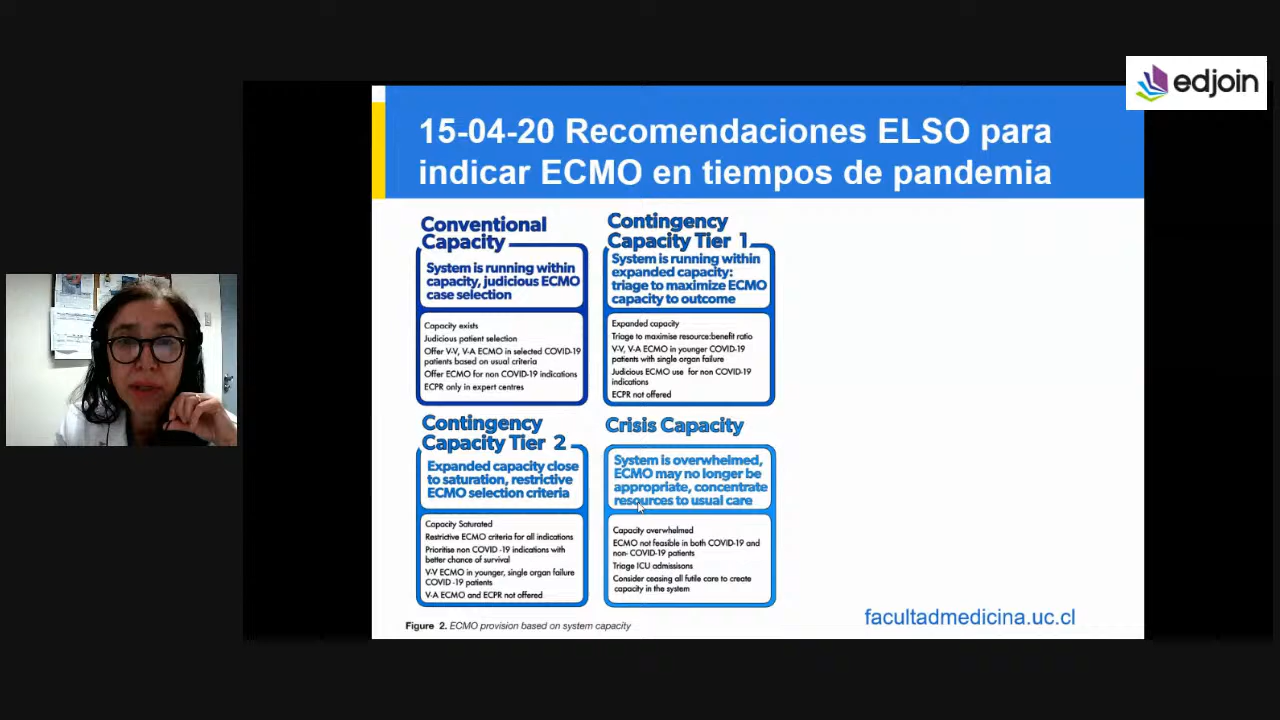 edjoin
15-04-20 Recomendaciones ELSO para
indicar ECMO en tiempos de pandemia
Conventional
Capacity
System is running within
capacity, judicious ECMO
case selection
Capacity exists
Judicious patient selection
Offer V-V, V-A ECMO in selected COVID-19
patients based on usual criteria
Offer ECMO for non COVID-19 indications
ECPR only in expert centres
Contingency
Capacity Tier 1
System is running within
expanded capacity:
triage to maximize ECMO
capacity to outcome
Expanded capacity
Triage to maximise resource:benefit ratio
V-V, V-A ECMO in younger COVID-19
patients with single organ failure
Judicious ECMO use for non COVID-19
indications
ECPR not offered
Contingency
Capacity Tier 2
Expanded capacity close
to saturation, restrictive
ECMO selection criteria
Capacity Saturated
Restrictive ECMO criteria for all indications
Prioritise non COVID -19 indications with
better chance of survival
V-V ECMO in younger, single organ failure
COVID -19 patients
V-A ECMO and ECPR not offered
Crisis Capacity
System is overwhelmed,
ECMO may no longer be
appropriate, concentrate
resources to usual care
Capacity overwhelmed
ECMO not feasible in both COVID-19 and
non- COVID-19 patients
Triage ICU admissisons
Consider ceasing all futile care to create
capacity in the system
Figure 2. ECMO provision based on system capacity
facultadmedicina.uc.cl